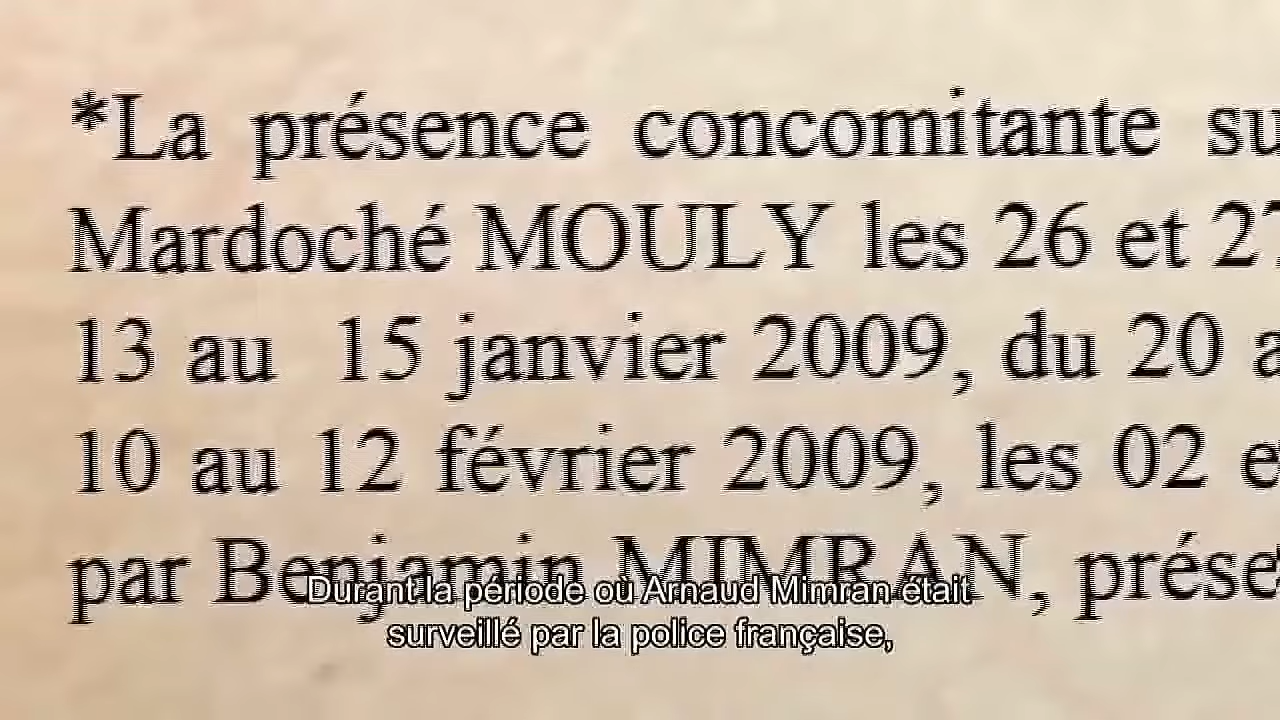 *La présence concomitante su
Mardoché MOULY les 26 et 27
13 au 15 janvier 2009, du 20 a
10 au 12 février 2009, les 02 e
par Benjamin MIMRAN, prése
Durant la période où Arnaud Mimran était
surveillé par la police française,